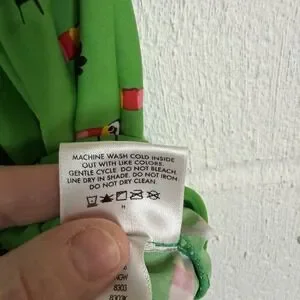 MACHINE WASH COLD INSIDE
OUT WITH LIKE COLORS.
GENTLE CYCLE. DO NOT BLEACH.
LINE DRY IN SHADE. DO NOT IRON
DO NOT DRY CLEAN.
8303